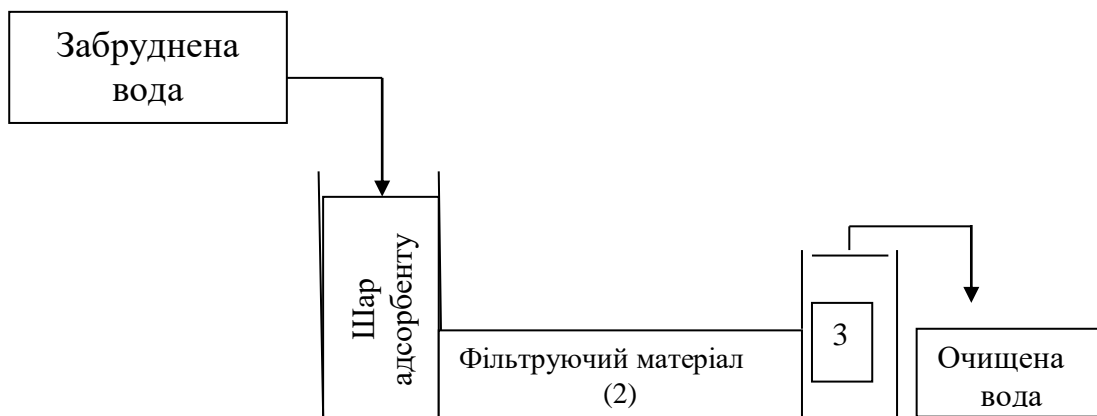 Забруднена
вода
Шар
адсорбенту
Фільтруючий матеріал
(2)
3
Очищена
вода